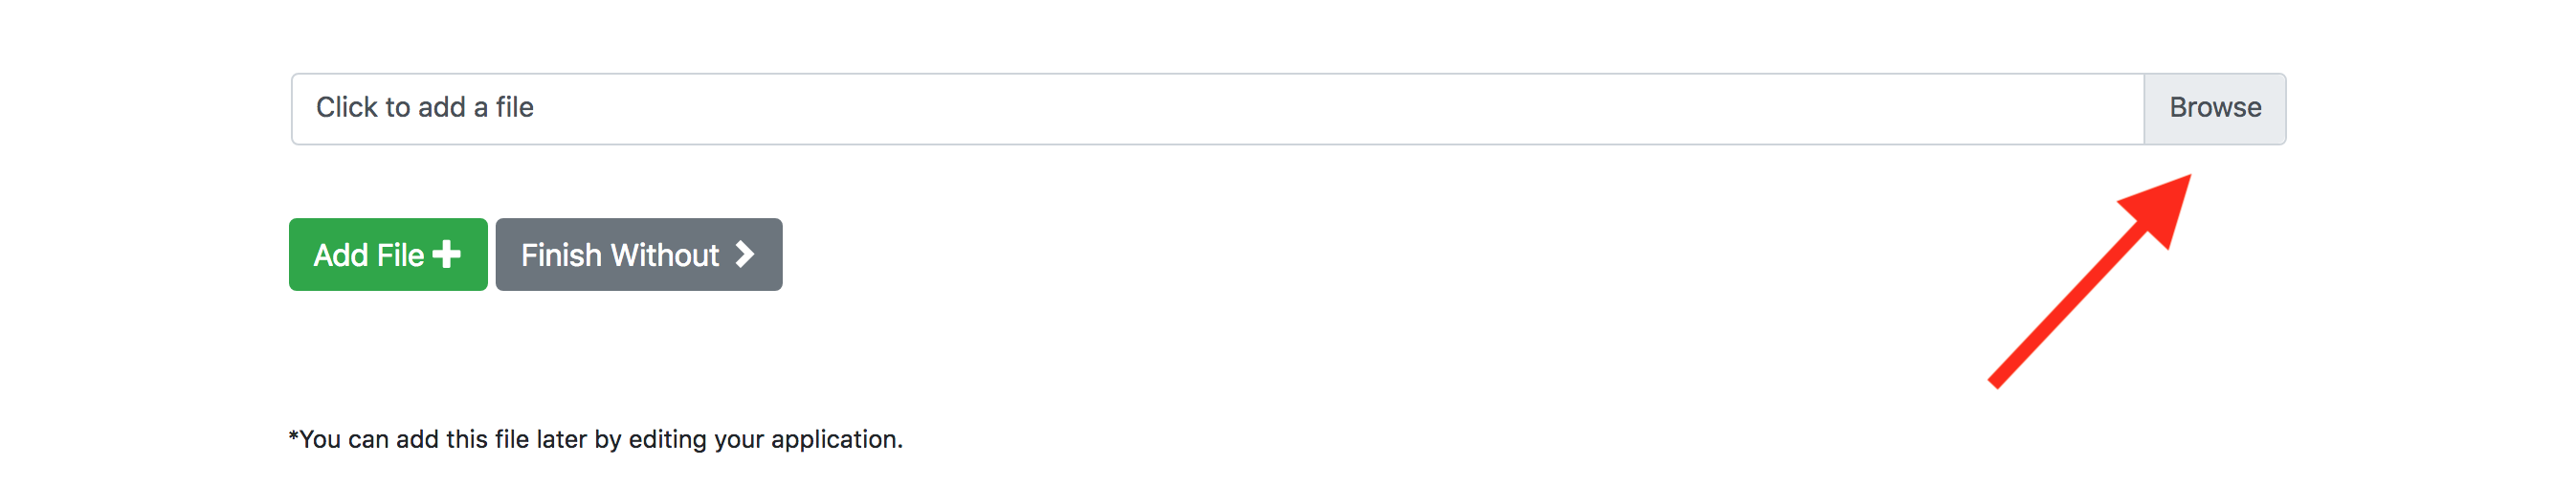 Click to add a file
Browse
Add File
Finish Without
*You can add this file later by editing your application.